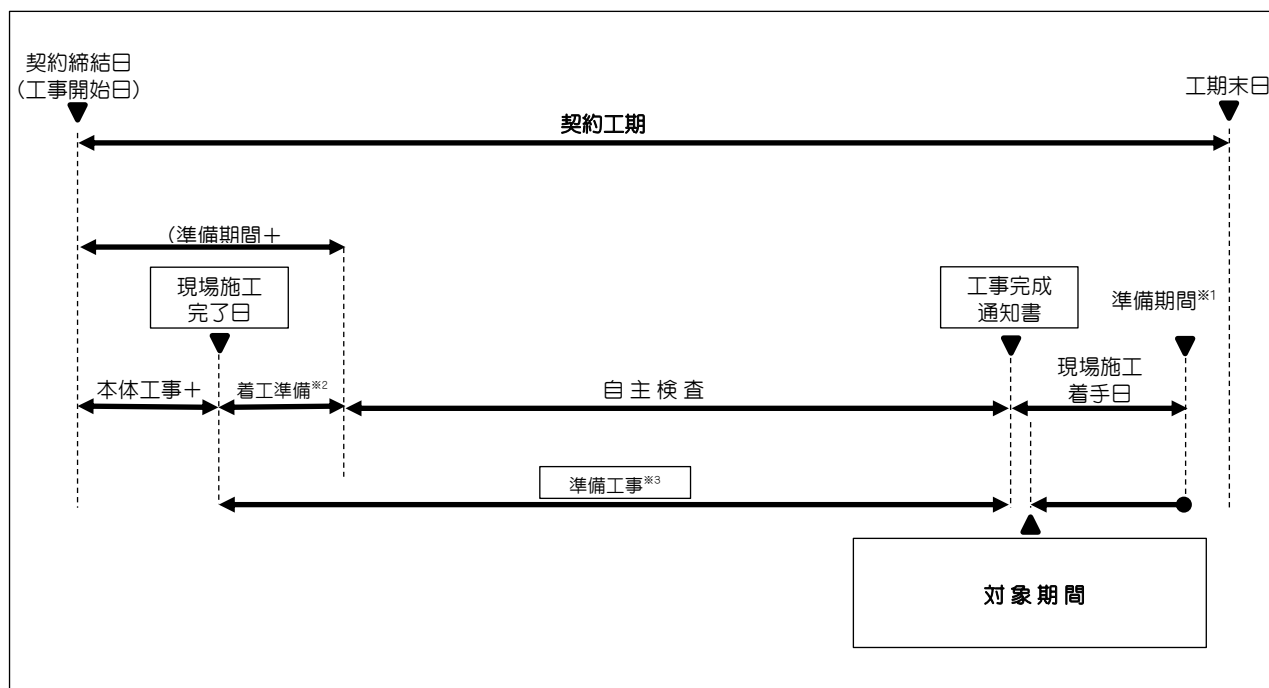 契約締結日
(工事開始日)
工期末日
契約工期
(準備期間＋
現場施工
完了日
工事完成
通知書
準備期間※1
本体工事＋
着工準備※2
自主検査
現場施工
着手日
準備工事※3
対象期間